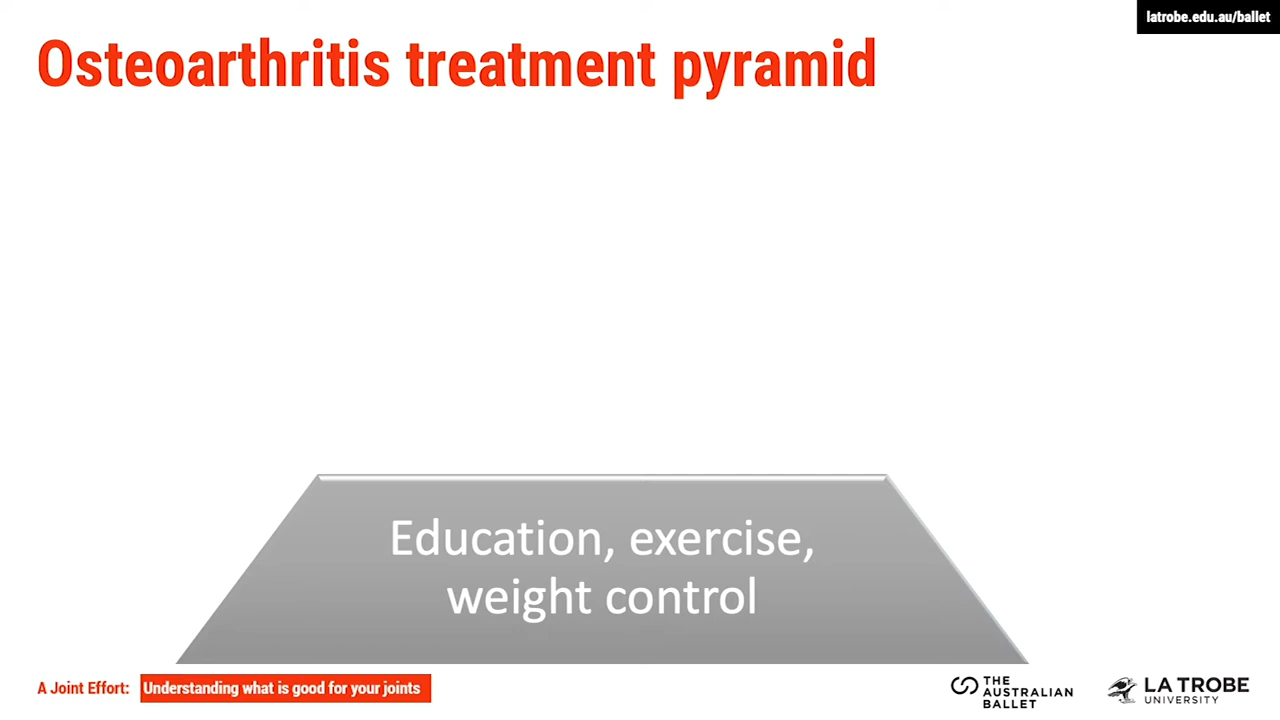 latrobe.edu.au/ballet
Osteoarthritis treatment pyramid
Education, exercise,
weight control
A Joint Effort: Understanding what is good for your joints
THE
AUSTRALIAN
BALLET
LA TROBE
UNIVERSITY